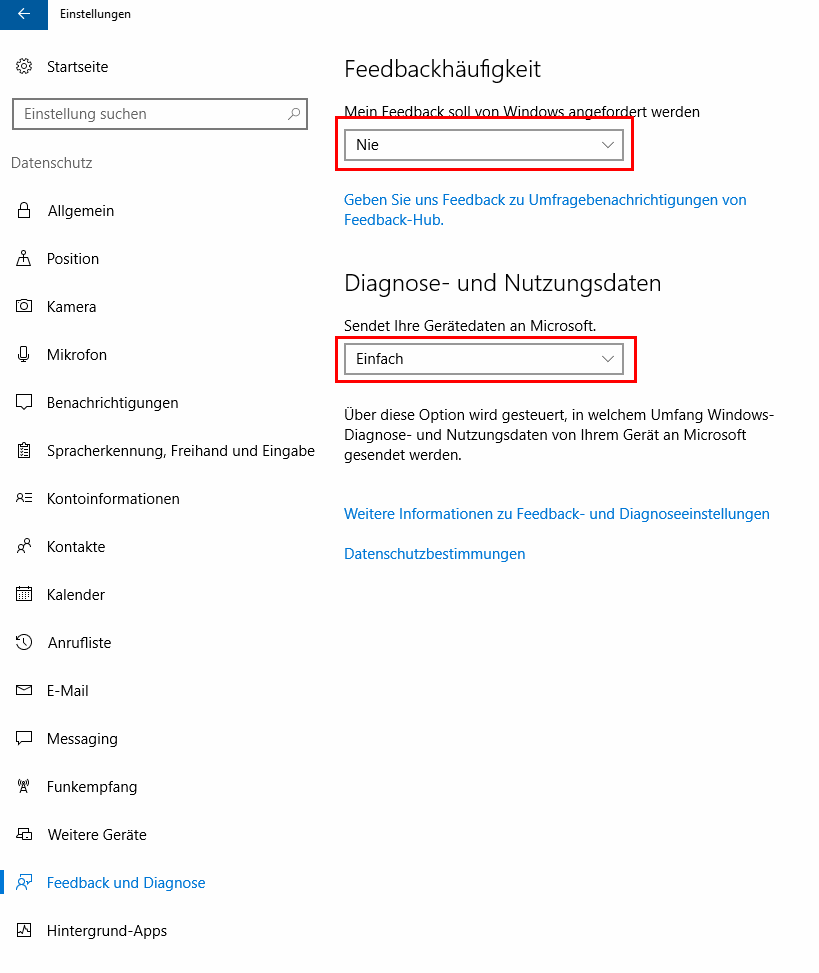 Einstellungen
Startseite
Einstellung suchen
Datenschutz
Allgemein
Position
Kamera
Mikrofon
Benachrichtigungen
Spracherkennung, Freihand und Eingabe
Kontoinformationen
Kontakte
Kalender
Anrufliste
E-Mail
Messaging
Funkempfang
Weitere Geräte
Feedback und Diagnose
Hintergrund-Apps
Feedbackhäufigkeit
Mein Feedback soll von Windows angefordert werden
Nie
Geben Sie uns Feedback zu Umfragebenachrichtigungen von
Feedback-Hub.
Diagnose- und Nutzungsdaten
Sendet Ihre Gerätedaten an Microsoft.
Einfach
Über diese Option wird gesteuert, in welchem Umfang Windows-
Diagnose- und Nutzungsdaten von Ihrem Gerät an Microsoft
gesendet werden.
Weitere Informationen zu Feedback- und Diagnoseeinstellungen
Datenschutzbestimmungen